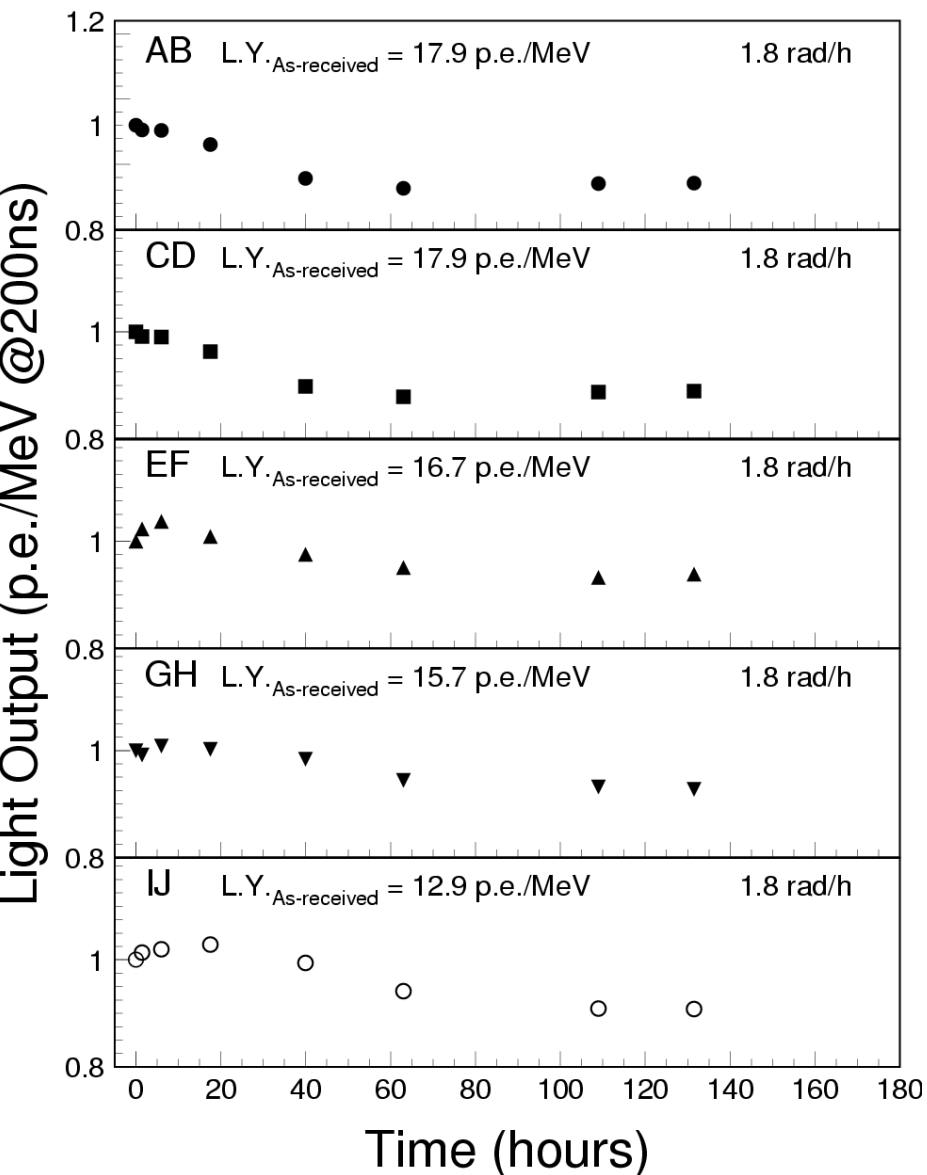 Light Output (p.e./MeV @200ns)
1.2
AB L.Y.As-received = 17.9 p.e./MeV 1.8 rad/h
1
0.8
CD L.Y.As-received = 17.9 p.e./MeV 1.8 rad/h
1
0.8
EF L.Y.As-received = 16.7 p.e./MeV 1.8 rad/h
1
0.8
GH L.Y.As-received = 15.7 p.e./MeV 1.8 rad/h
1
0.8
IJ L.Y.As-received = 12.9 p.e./MeV 1.8 rad/h
1
0.8
0 20 40 60 80 100 120 140 160 180
Time (hours)